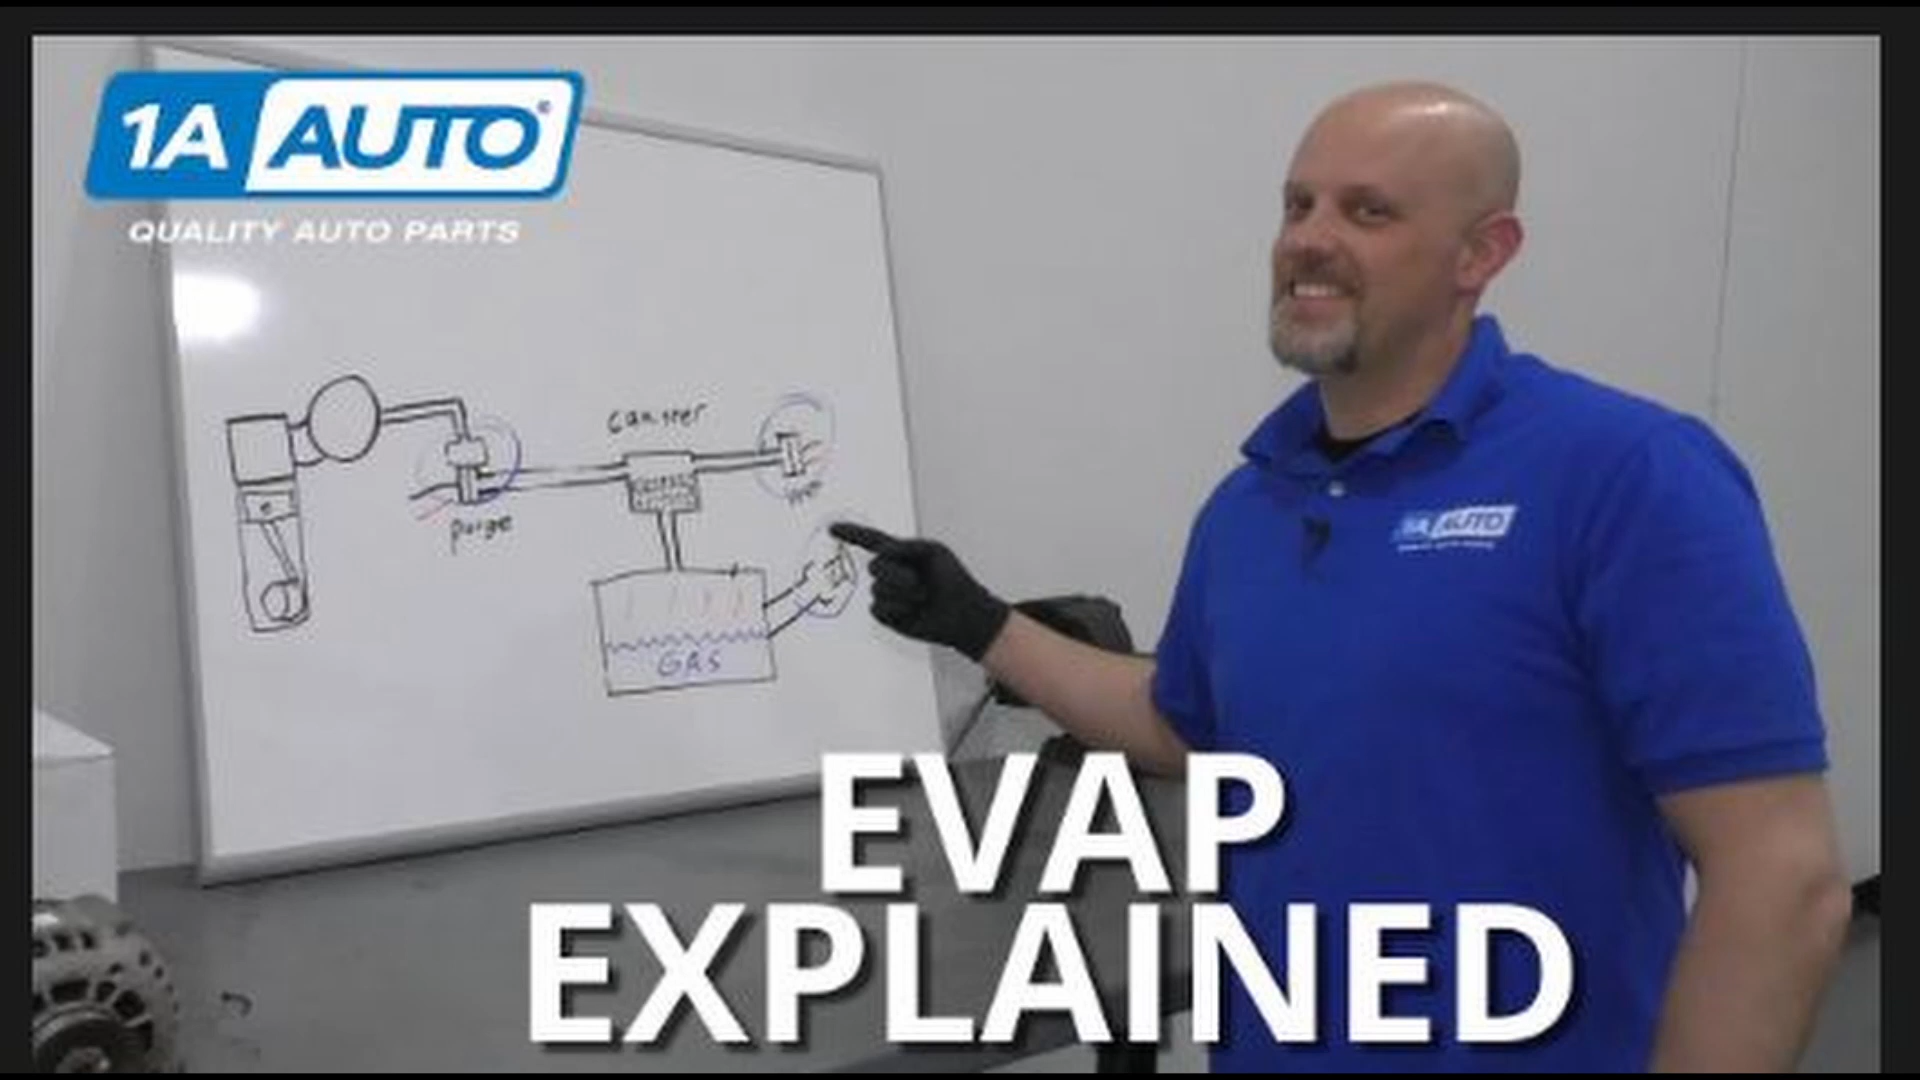 1A AUTO®
QUALITY AUTO PARTS
canister
purge
vent
GAS
1A AUTO
EVAP
EXPLAINED